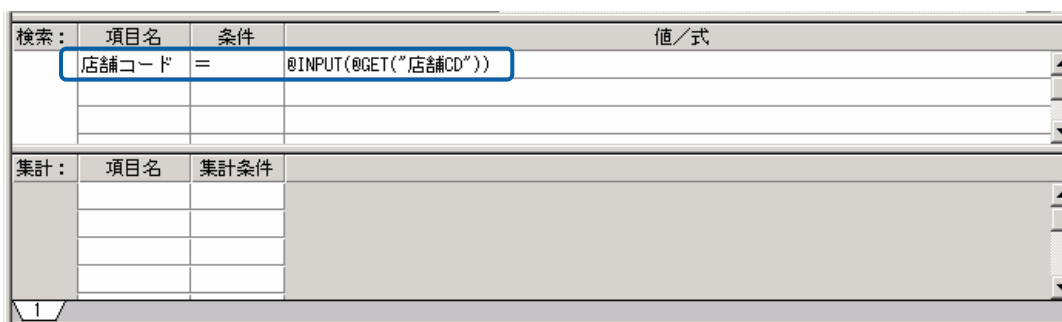 検索： 項目名 条件 値／式
店舗コード = @INPUT(@GET("店舗CD"))
集計： 項目名 集計条件
1